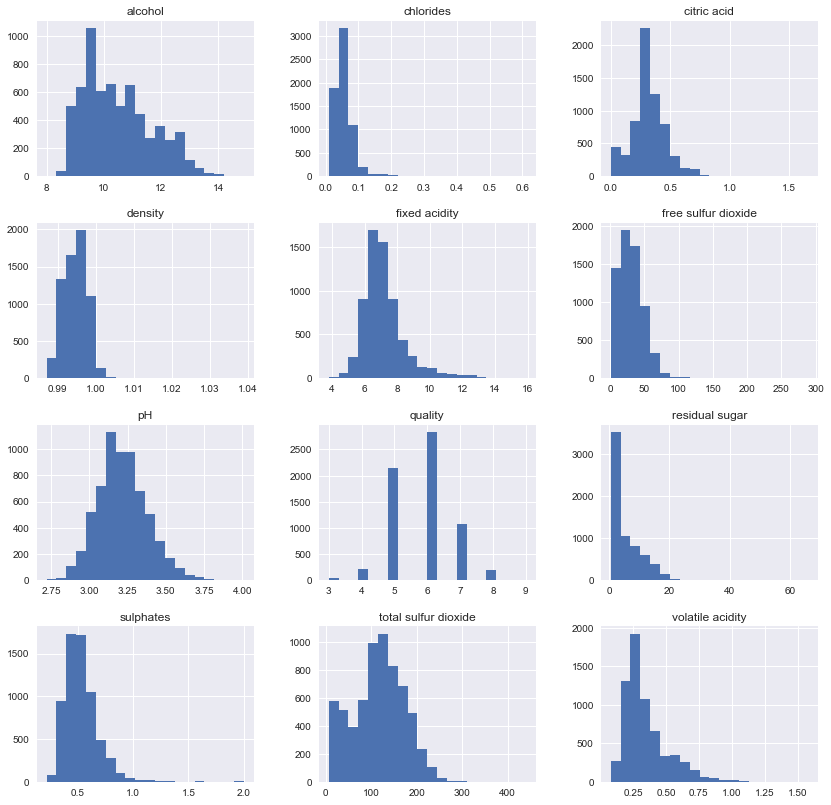 alcohol
1000
800
600
400
200
0
8 10 12 14
chlorides
3000
2500
2000
1500
1000
500
0
0.0 0.1 0.2 0.3 0.4 0.5 0.6
citric acid
2000
1500
1000
500
0
0.0 0.5 1.0 1.5
density
2000
1500
1000
500
0
0.99 1.00 1.01 1.02 1.03 1.04
fixed acidity
1500
1000
500
0
4 6 8 10 12 14 16
free sulfur dioxide
2000
1500
1000
500
0
0 50 100 150 200 250 300
pH
1000
800
600
400
200
0
2.75 3.00 3.25 3.50 3.75 4.00
quality
2500
2000
1500
1000
500
0
3 4 5 6 7 8 9
residual sugar
3000
2000
1000
0
0 20 40 60
sulphates
1500
1000
500
0
0.5 1.0 1.5 2.0
total sulfur dioxide
1000
800
600
400
200
0
0 100 200 300 400
volatile acidity
2000
1500
1000
500
0
0.25 0.50 0.75 1.00 1.25 1.50